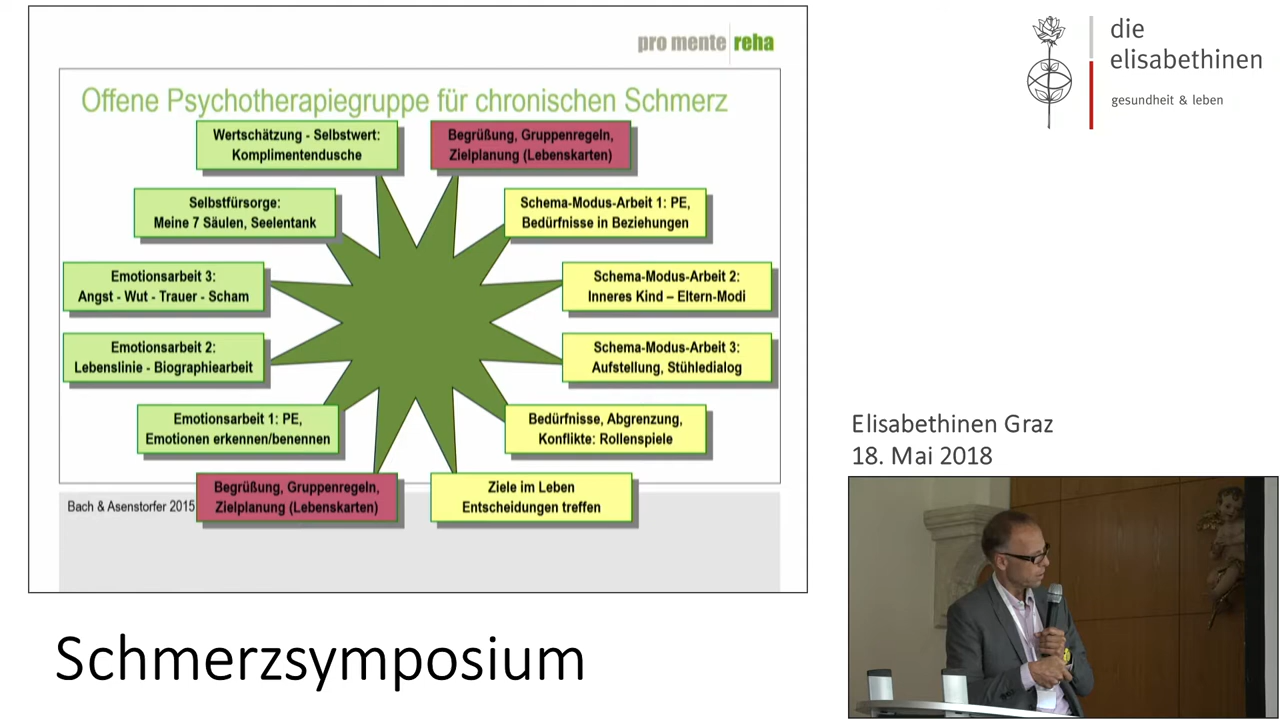 pro mente reha
Offene Psychotherapiegruppe für chronischen Schmerz
Wertschätzung - Selbstwert:
Komplimentendusche
Begrüßung, Gruppenregeln,
Zielplanung (Lebenskarten)
Selbstfürsorge:
Meine 7 Säulen, Seelentank
Schema-Modus-Arbeit 1: PE,
Bedürfnisse in Beziehungen
Emotionsarbeit 3:
Angst - Wut - Trauer - Scham
Schema-Modus-Arbeit 2:
Inneres Kind – Eltern-Modi
Emotionsarbeit 2:
Lebenslinie - Biographiearbeit
Schema-Modus-Arbeit 3:
Aufstellung, Stühledialog
Emotionsarbeit 1: PE,
Emotionen erkennen/benennen
Bedürfnisse, Abgrenzung,
Konflikte: Rollenspiele
Begrüßung, Gruppenregeln,
Zielplanung (Lebenskarten)
Ziele im Leben
Entscheidungen treffen
Bach & Asenstorfer 2015
Schmerzsymposium
die
elisabethinen
gesundheit & leben
Elisabethinen Graz
18. Mai 2018